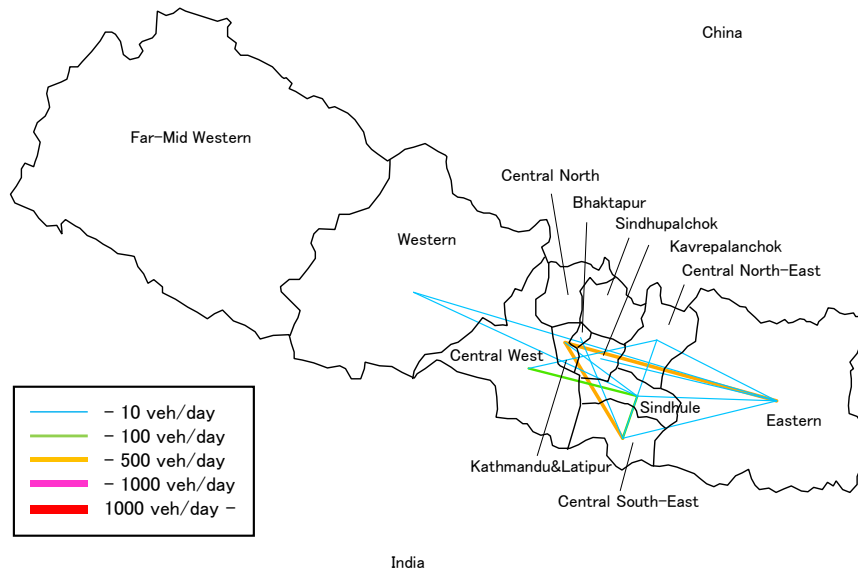 China
Far-Mid Western
Central North
Bhaktapur
Sindhupalchok
Kavrepalanchok
Central North-East
Western
Central West
Sindhule
Eastern
Kathmandu&Latipur
Central South-East
- 10 veh/day
- 100 veh/day
- 500 veh/day
- 1000 veh/day
1000 veh/day -
India